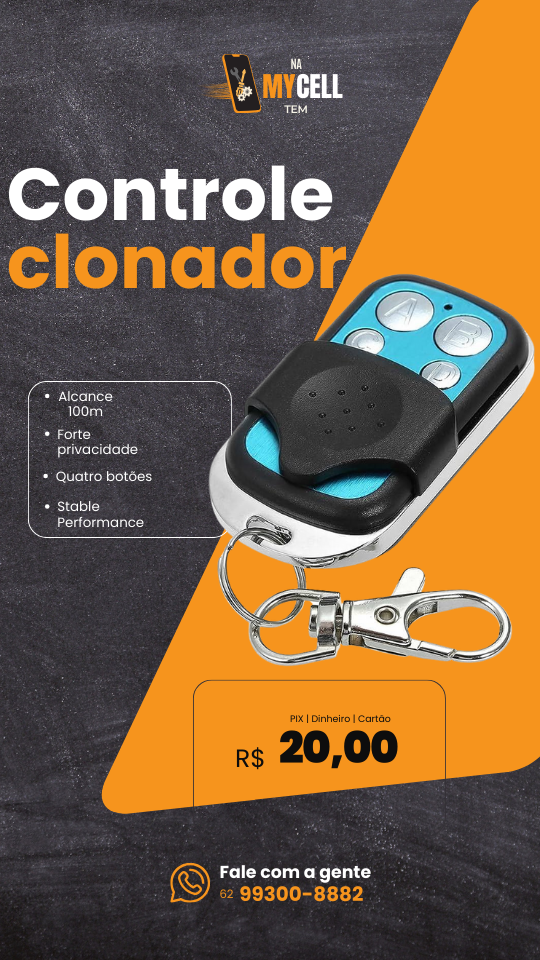 NA
MYCELL
TEM
Controle
clonador
A
B
C
D
• Alcance
100m
• Forte
privacidade
• Quatro botões
• Stable
Performance
PIX | Dinheiro | Cartão
R$ 20,00
Fale com a gente
62 99300-8882